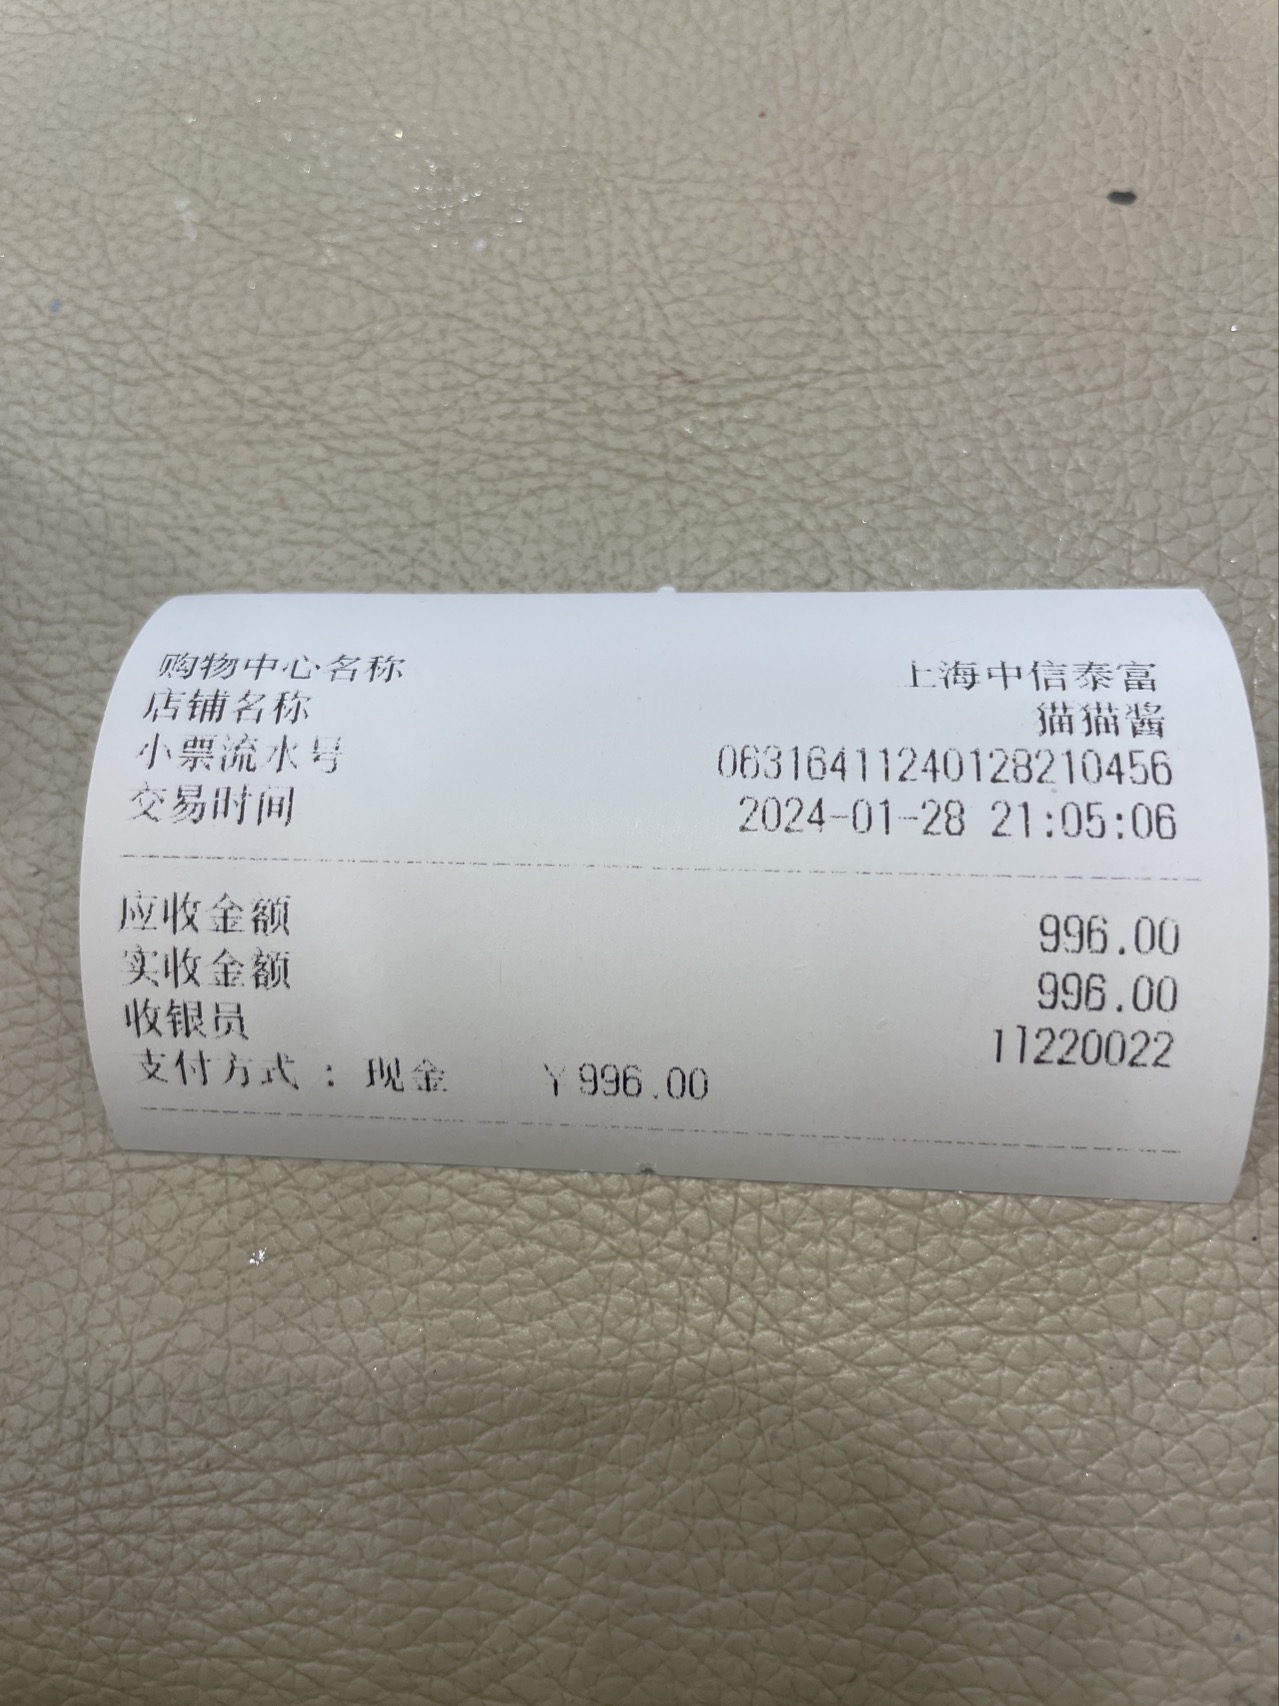 购物中心名称 上海中信泰富
店铺名称 猫猫酱
小票流水号 06316411240128210456
交易时间 2024-01-28 21:05:06
应收金额 996.00
实收金额 996.00
收银员 11220022
支付方式 : 现金 ¥996.00